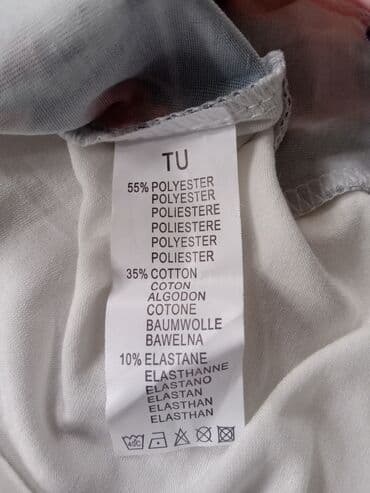 TU
55% POLYESTER
POLYESTER
POLIESTERE
POLIESTERE
POLYESTER
POLIESTER
35% COTTON
COTON
ALGODON
COTONE
BAUMWOLLE
BAWELNA
10% ELASTANE
ELASTHANNE
ELASTANO
ELASTAN
ELASTHAN
ELASTHAN